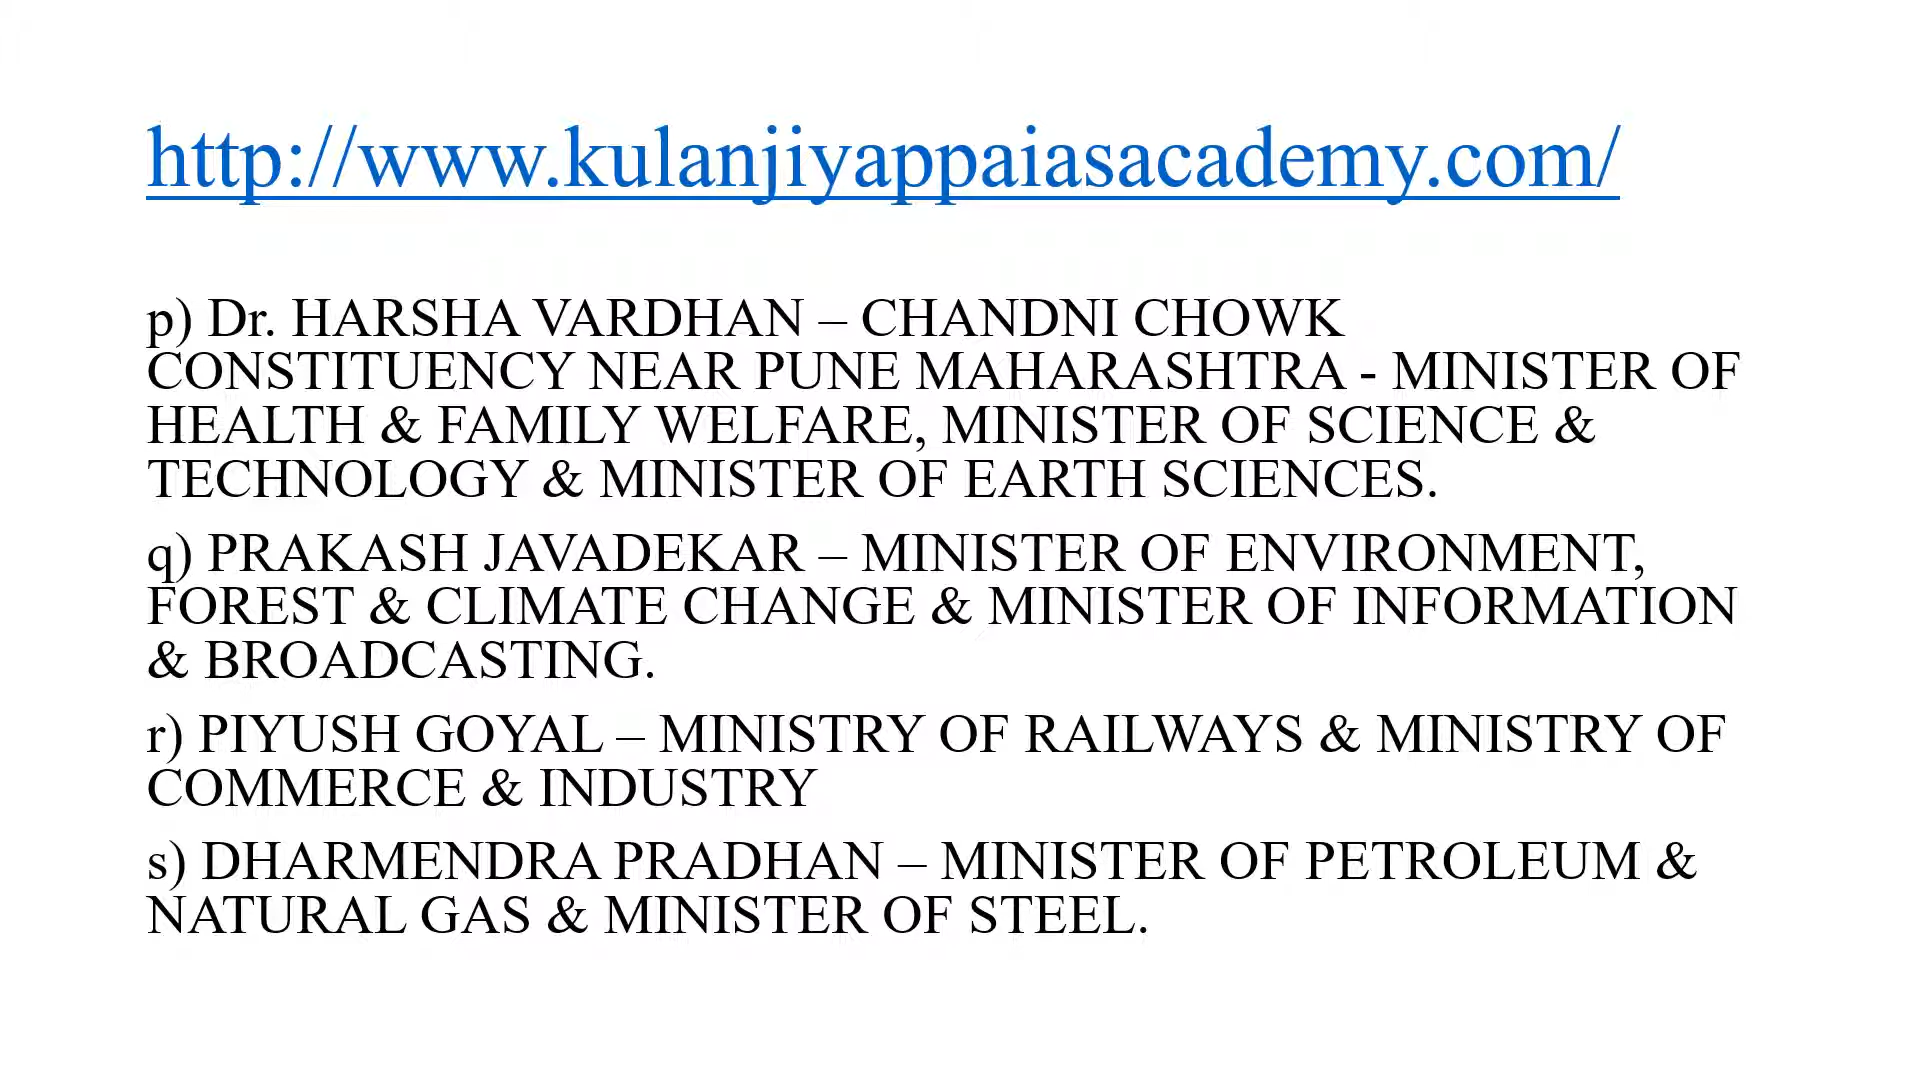 http://www.kulanjiyappaiasacademy.com/
p) Dr. HARSHA VARDHAN – CHANDNI CHOWK
CONSTITUENCY NEAR PUNE MAHARASHTRA - MINISTER OF
HEALTH & FAMILY WELFARE, MINISTER OF SCIENCE &
TECHNOLOGY & MINISTER OF EARTH SCIENCES.
q) PRAKASH JAVADEKAR – MINISTER OF ENVIRONMENT,
FOREST & CLIMATE CHANGE & MINISTER OF INFORMATION
& BROADCASTING.
r) PIYUSH GOYAL – MINISTRY OF RAILWAYS & MINISTRY OF
COMMERCE & INDUSTRY
s) DHARMENDRA PRADHAN – MINISTER OF PETROLEUM &
NATURAL GAS & MINISTER OF STEEL.